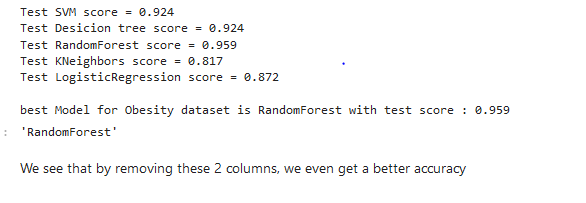 Test SVM score = 0.924
Test Desicion tree score = 0.924
Test RandomForest score = 0.959
Test KNeighbors score = 0.817
Test LogisticRegression score = 0.872
best Model for Obesity dataset is RandomForest with test score : 0.959
: 'RandomForest'
We see that by removing these 2 columns, we even get a better accuracy